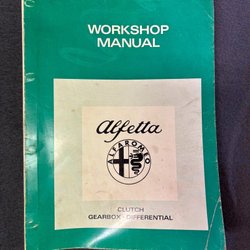 WORKSHOP
MANUAL
Alfetta
ALFA ROMEO
CLUTCH
GEARBOX - DIFFERENTIAL